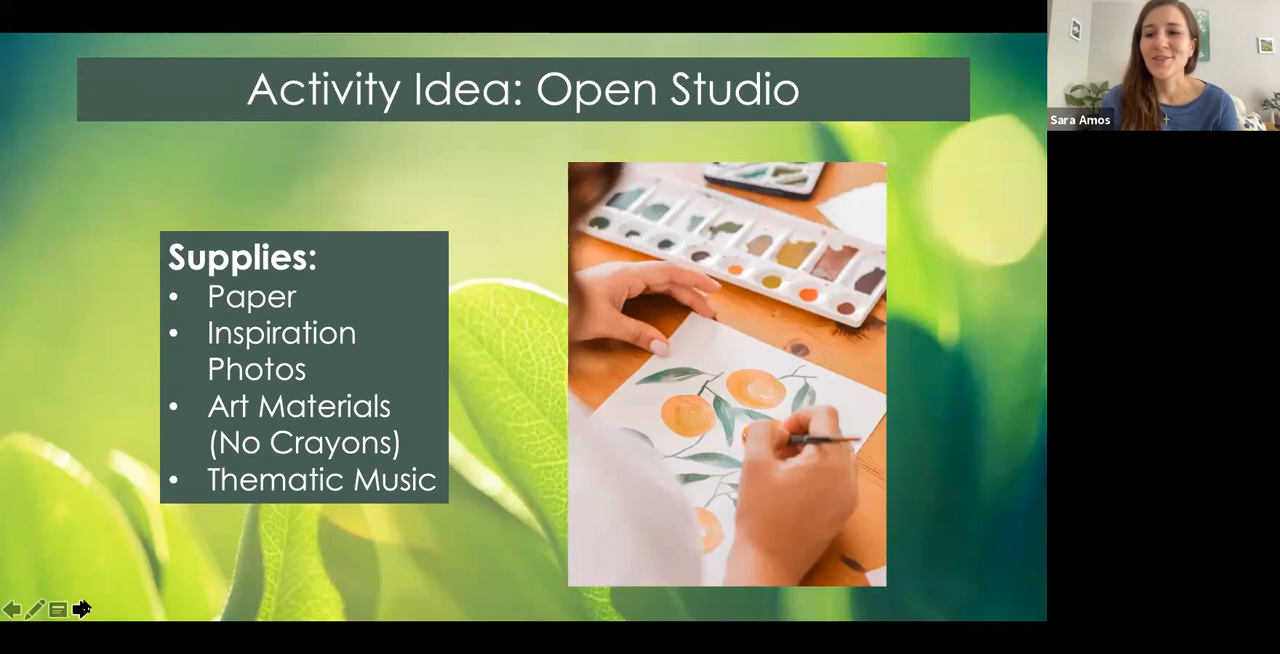 Activity Idea: Open Studio
Sara Amos
Supplies:
• Paper
• Inspiration
Photos
• Art Materials
(No Crayons)
• Thematic Music